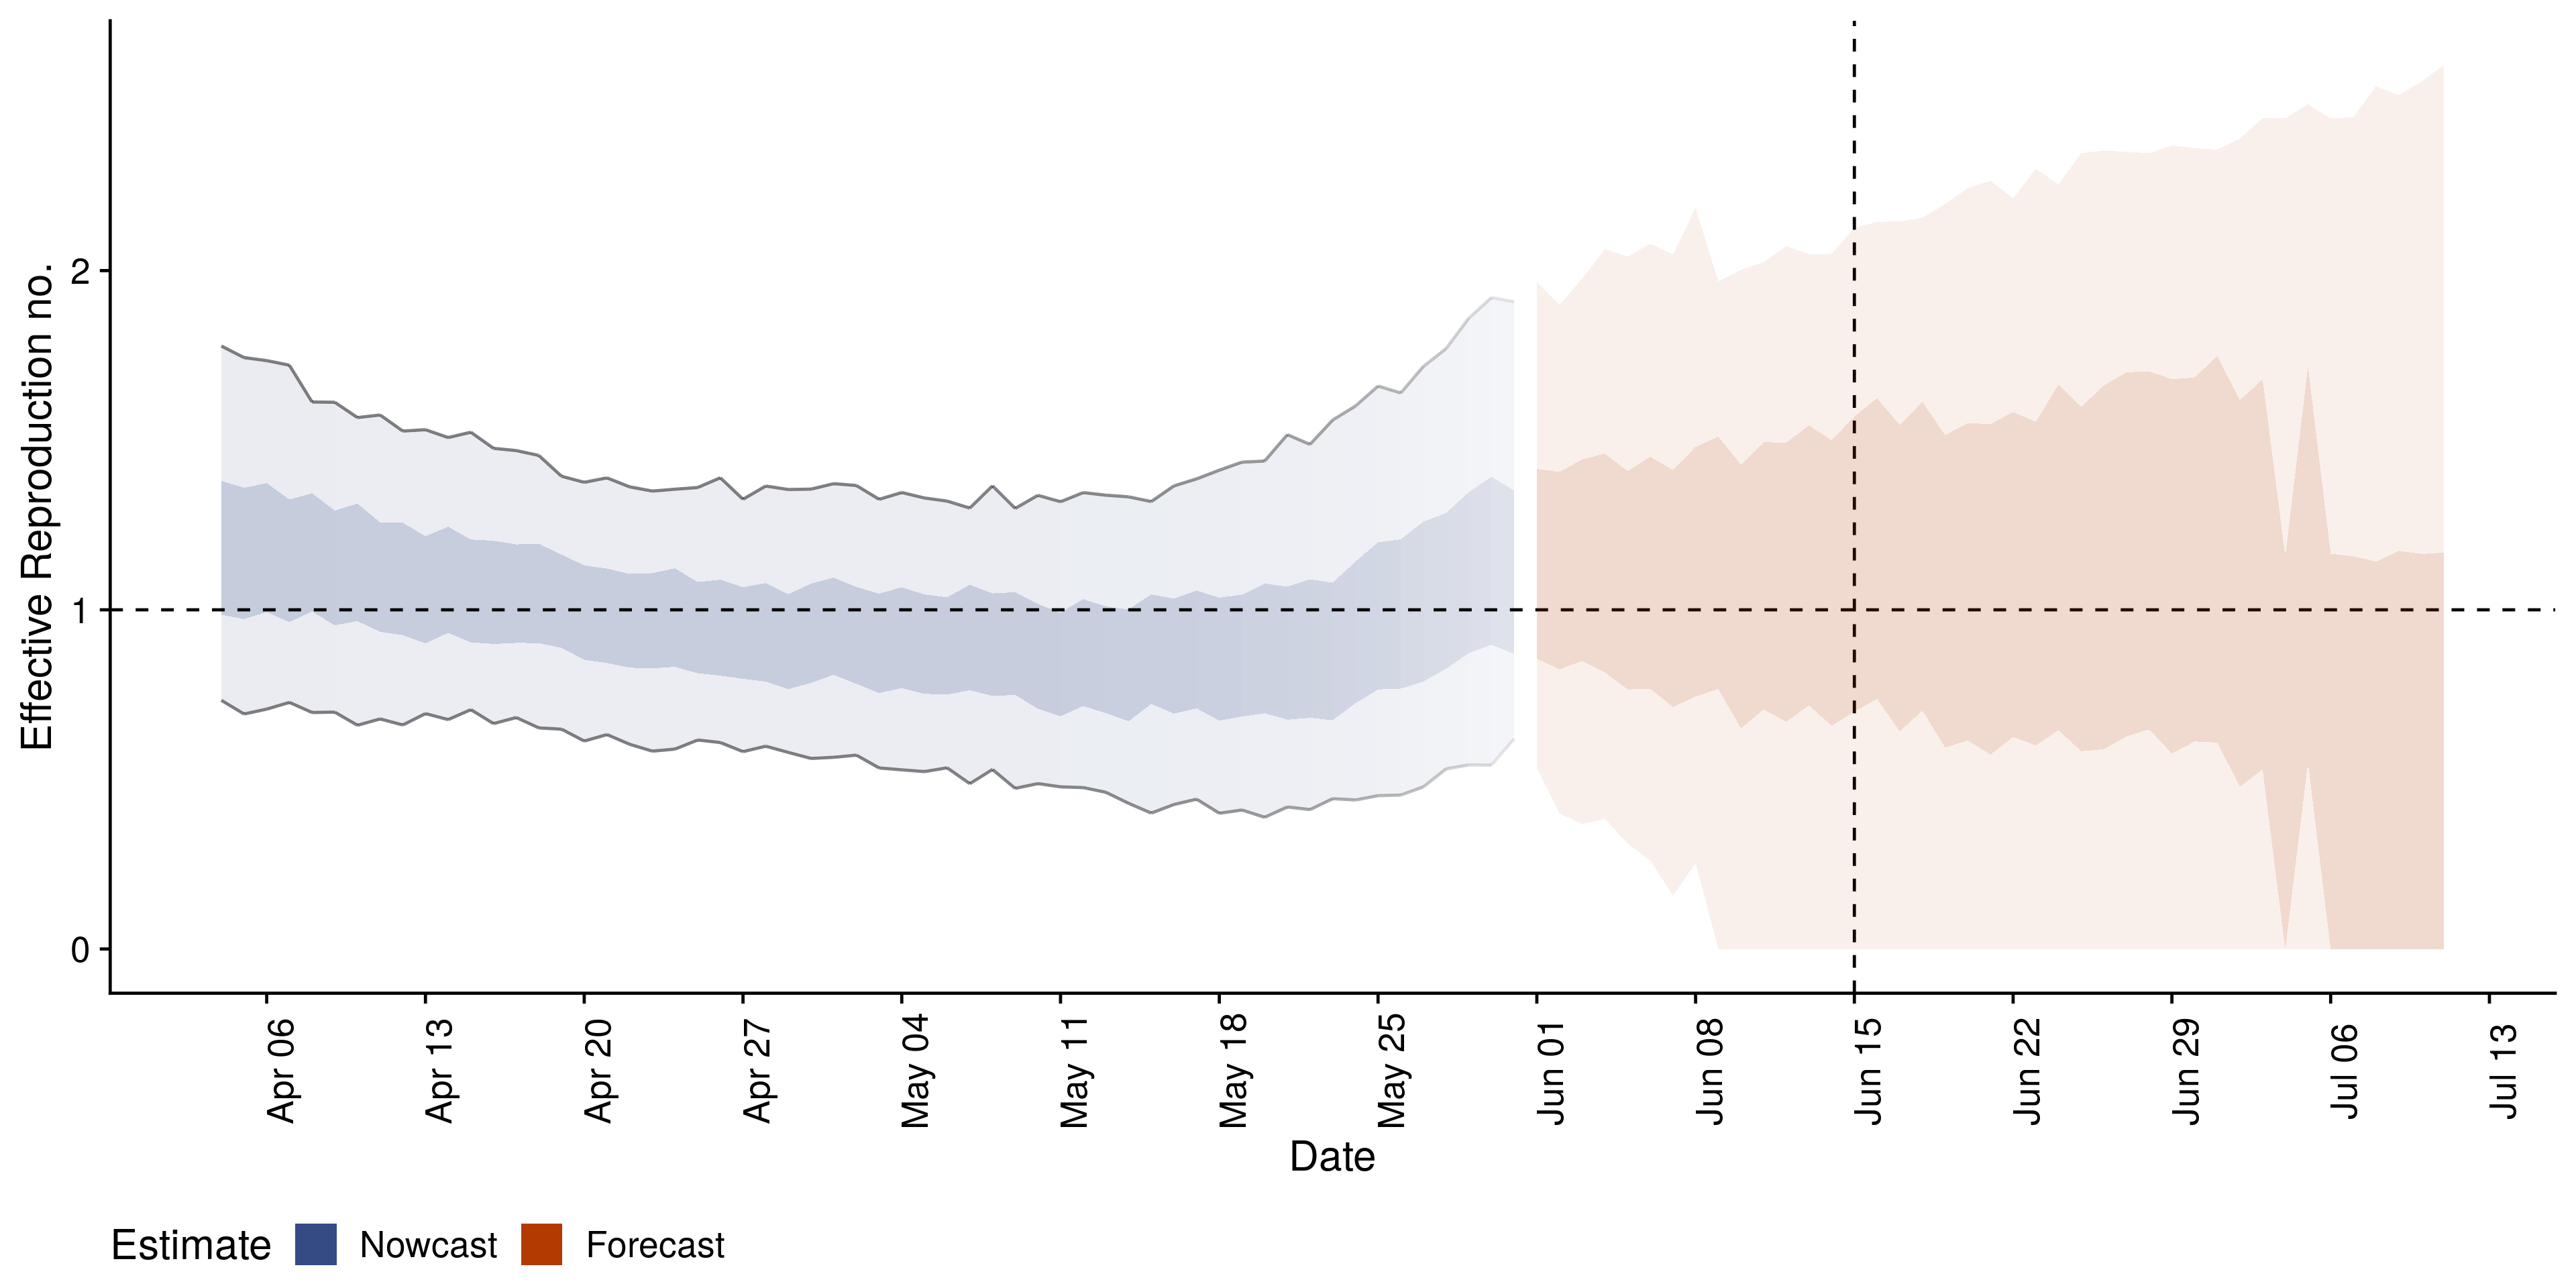 Effective Reproduction no.
2
1
0
Apr 06
Apr 13
Apr 20
Apr 27
May 04
May 11
May 18
May 25
Jun 01
Jun 08
Jun 15
Jun 22
Jun 29
Jul 06
Jul 13
Date
Estimate Nowcast Forecast